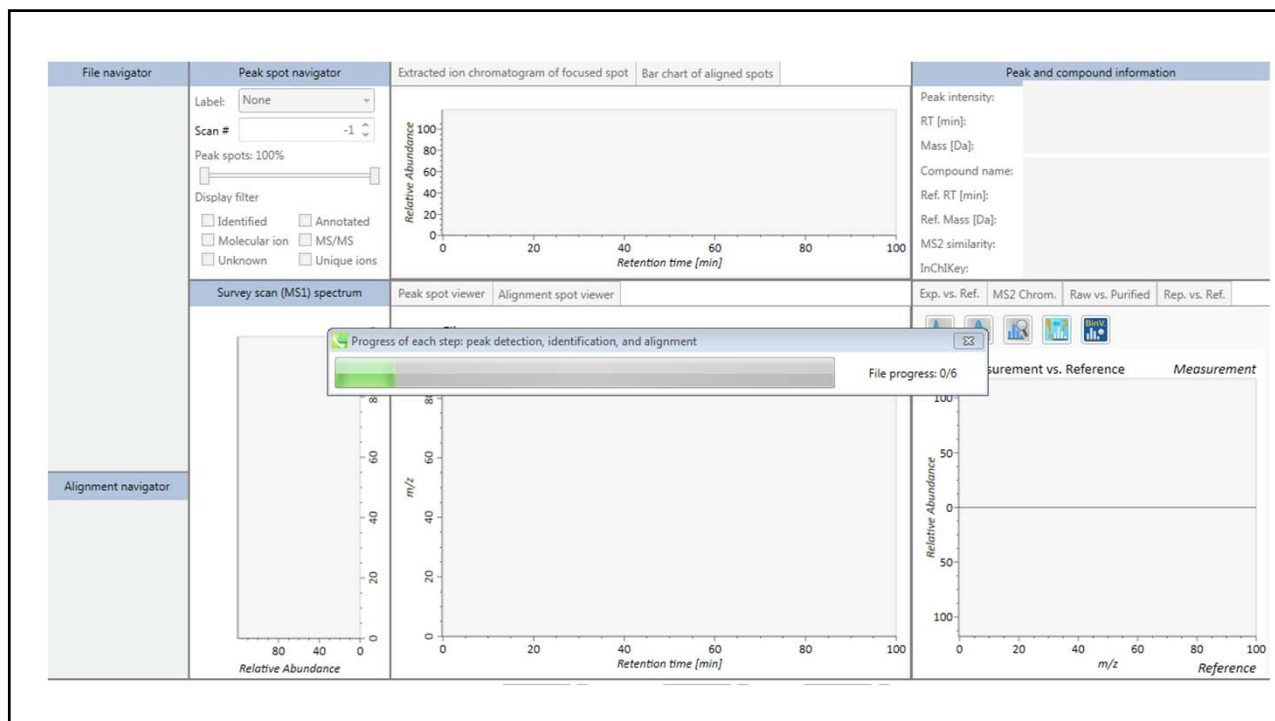 File navigator
Peak spot navigator
Label: None
Scan # -1
Peak spots: 100%
Display filter
Identified Annotated
Molecular ion MS/MS
Unknown Unique ions
Extracted ion chromatogram of focused spot Bar chart of aligned spots
Relative Abundance
100
80
60
40
20
0
0 20 40 60 80 100
Retention time [min]
Peak and compound information
Peak intensity:
RT [min]:
Mass [Da]:
Compound name:
Ref. RT [min]:
Ref. Mass [Da]:
MS2 similarity:
InChIKey:
Survey scan (MS1) spectrum
Peak spot viewer Alignment spot viewer
Exp. vs. Ref. MS2 Chrom. Raw vs. Purified Rep. vs. Ref.
BinV.
Progress of each step: peak detection, identification, and alignment
File progress: 0/6
Alignment navigator
80
60
40
20
0
80 40 0
Relative Abundance
m/z
80
60
40
20
0
0 20 40 60 80 100
Retention time [min]
surement vs. Reference Measurement
Relative Abundance
100
50
0
50
100
0 20 40 60 80 100
m/z
Reference